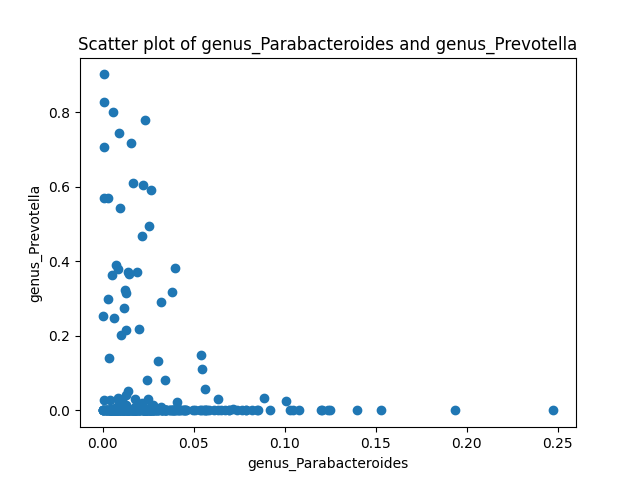 Scatter plot of genus_Parabacteroides and genus_Prevotella
genus_Prevotella
0.8
0.6
0.4
0.2
0.0
0.00 0.05 0.10 0.15 0.20 0.25
genus_Parabacteroides